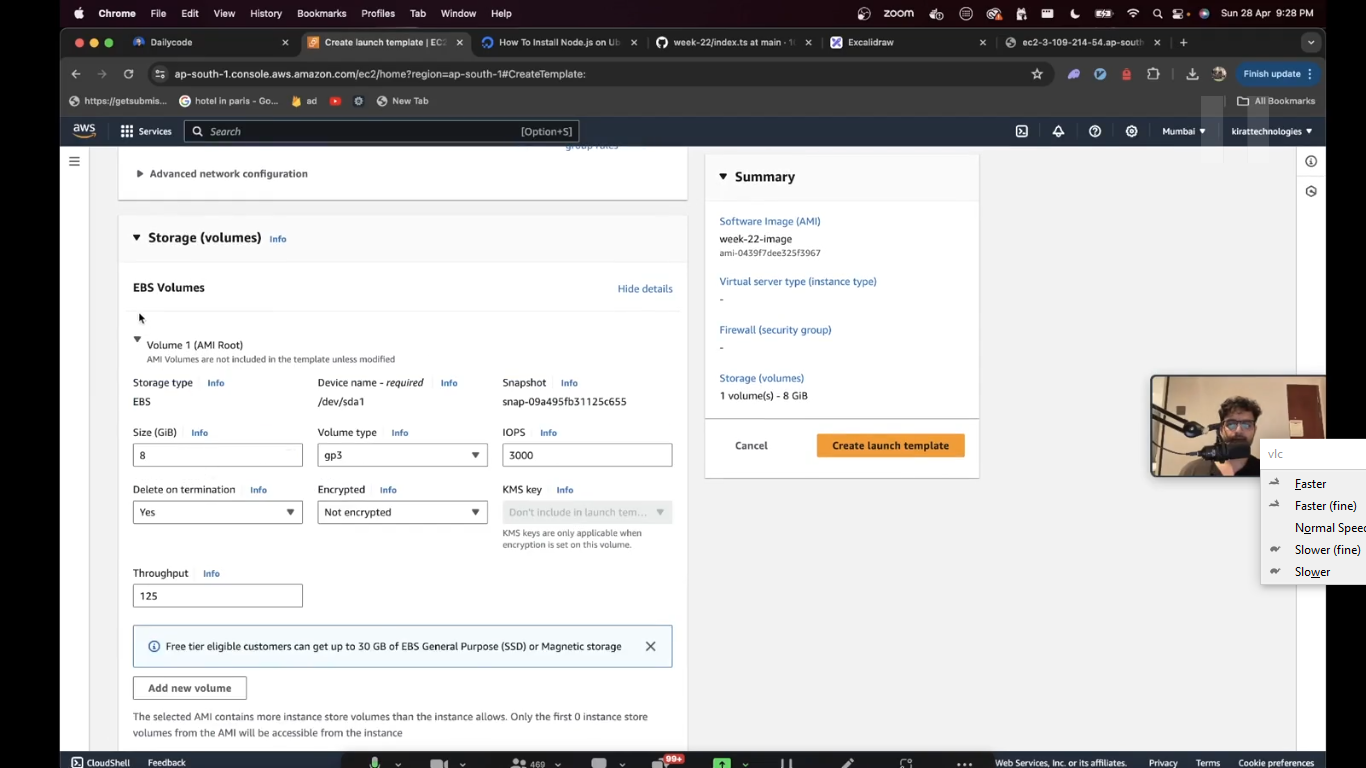 Chrome File Edit View History Bookmarks Profiles Tab Window Help zoom Sun 28 Apr 9:28 PM
Dailycode Create launch template | EC2 How To Install Node.js on Ub week-22/index.ts at main · 10 Excalidraw ec2-3-109-214-54.ap-south
ap-south-1.console.aws.amazon.com/ec2/home?region=ap-south-1#CreateTemplate: Finish update
https://getsubmis... hotel in paris - Go... ad New Tab All Bookmarks
aws Services Search [Option+S] Mumbai kirattechnologies
group rules
Advanced network configuration
Storage (volumes) Info
EBS Volumes Hide details
Volume 1 (AMI Root)
AMI Volumes are not included in the template unless modified
Storage type Info Device name - required Info Snapshot Info
EBS /dev/sda1 snap-09a495fb31125c655
Size (GiB) Info Volume type Info IOPS Info
8 gp3 3000
Delete on termination Info Encrypted Info KMS key Info
Yes Not encrypted Don't include in launch tem...
KMS keys are only applicable when
encryption is set on this volume.
Throughput Info
125
Free tier eligible customers can get up to 30 GB of EBS General Purpose (SSD) or Magnetic storage
Add new volume
The selected AMI contains more instance store volumes than the instance allows. Only the first 0 instance store
volumes from the AMI will be accessible from the instance
Summary
Software Image (AMI)
week-22-image
ami-0439f7dee325f3967
Virtual server type (instance type)
-
Firewall (security group)
-
Storage (volumes)
1 volume(s) - 8 GiB
Cancel Create launch template
vlc
Faster
Faster (fine)
Normal Spee
Slower (fine)
Slower
CloudShell Feedback 469 99+ Web Services, Inc. or its affiliates. Privacy Terms Cookie preferences